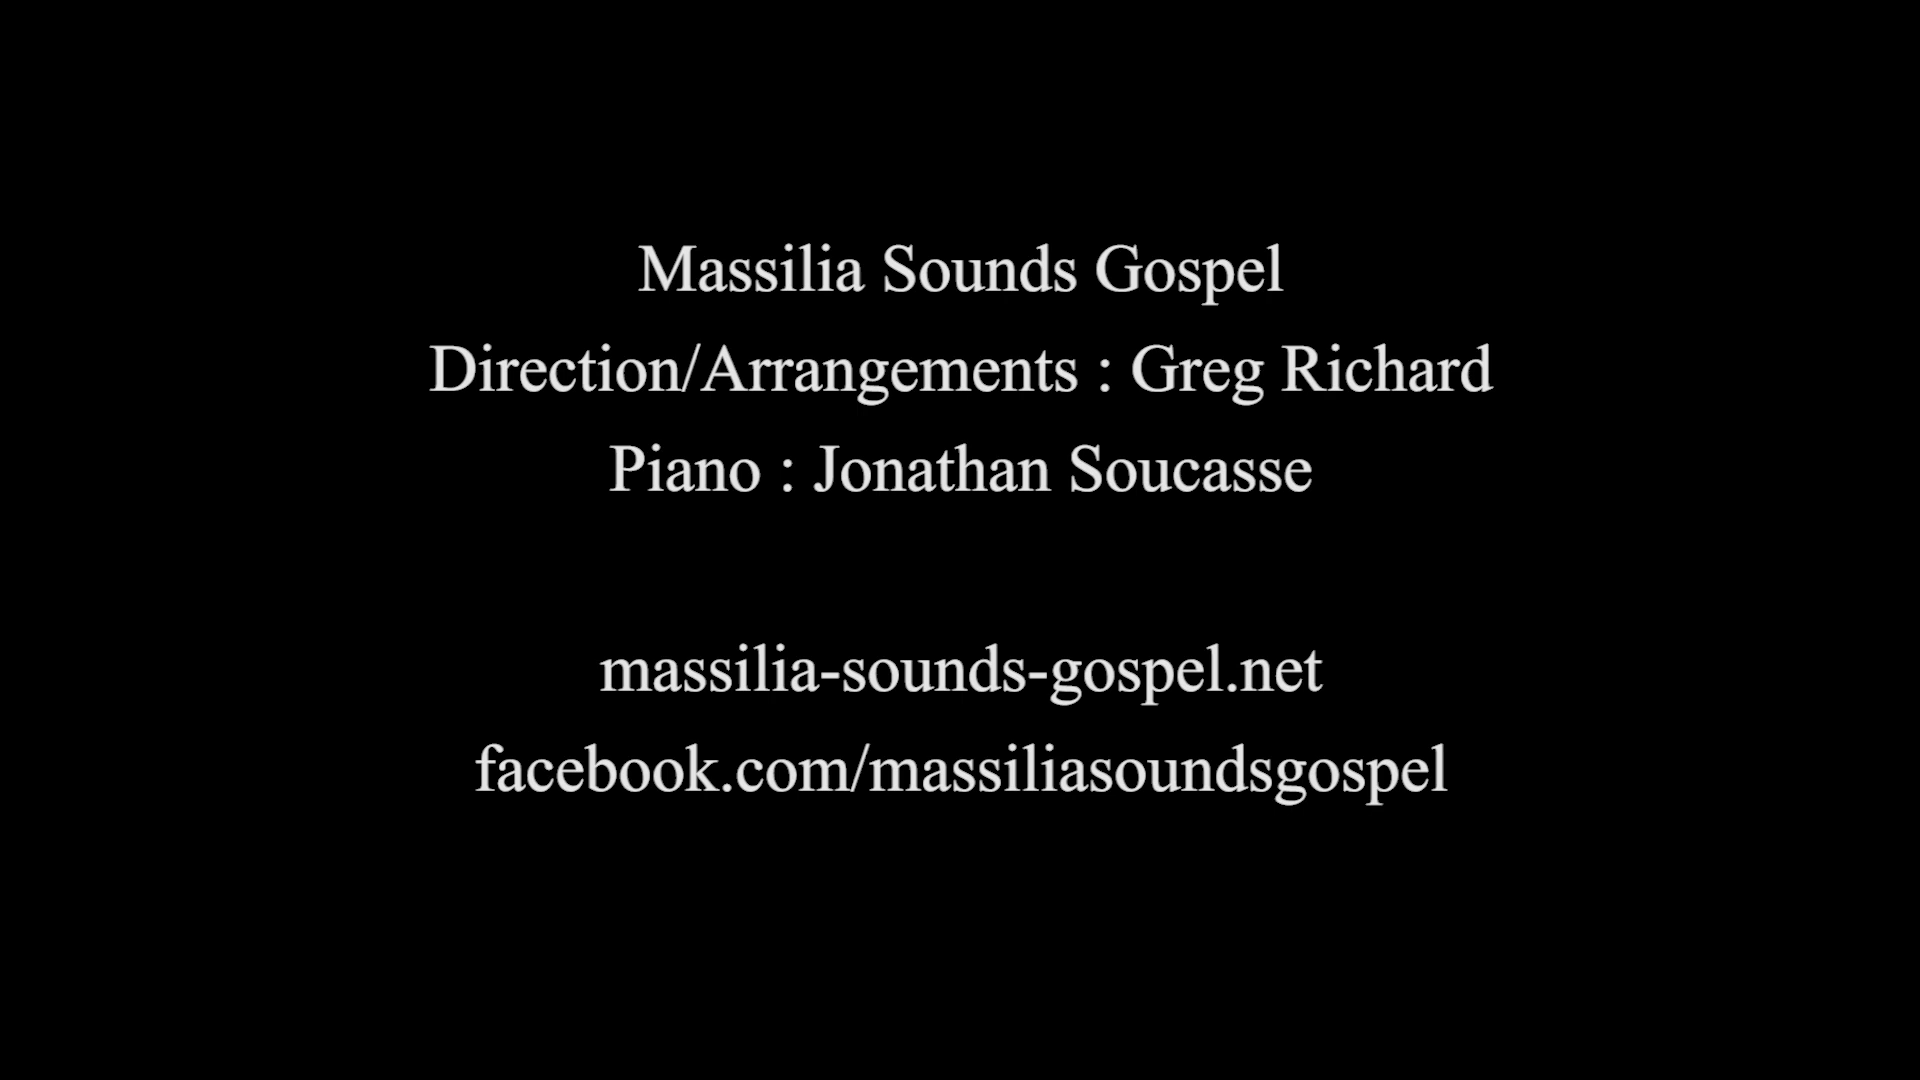 Massilia Sounds Gospel
Direction/Arrangements : Greg Richard
Piano : Jonathan Soucasse
massilia-sounds-gospel.net
facebook.com/massiliasoundsgospel